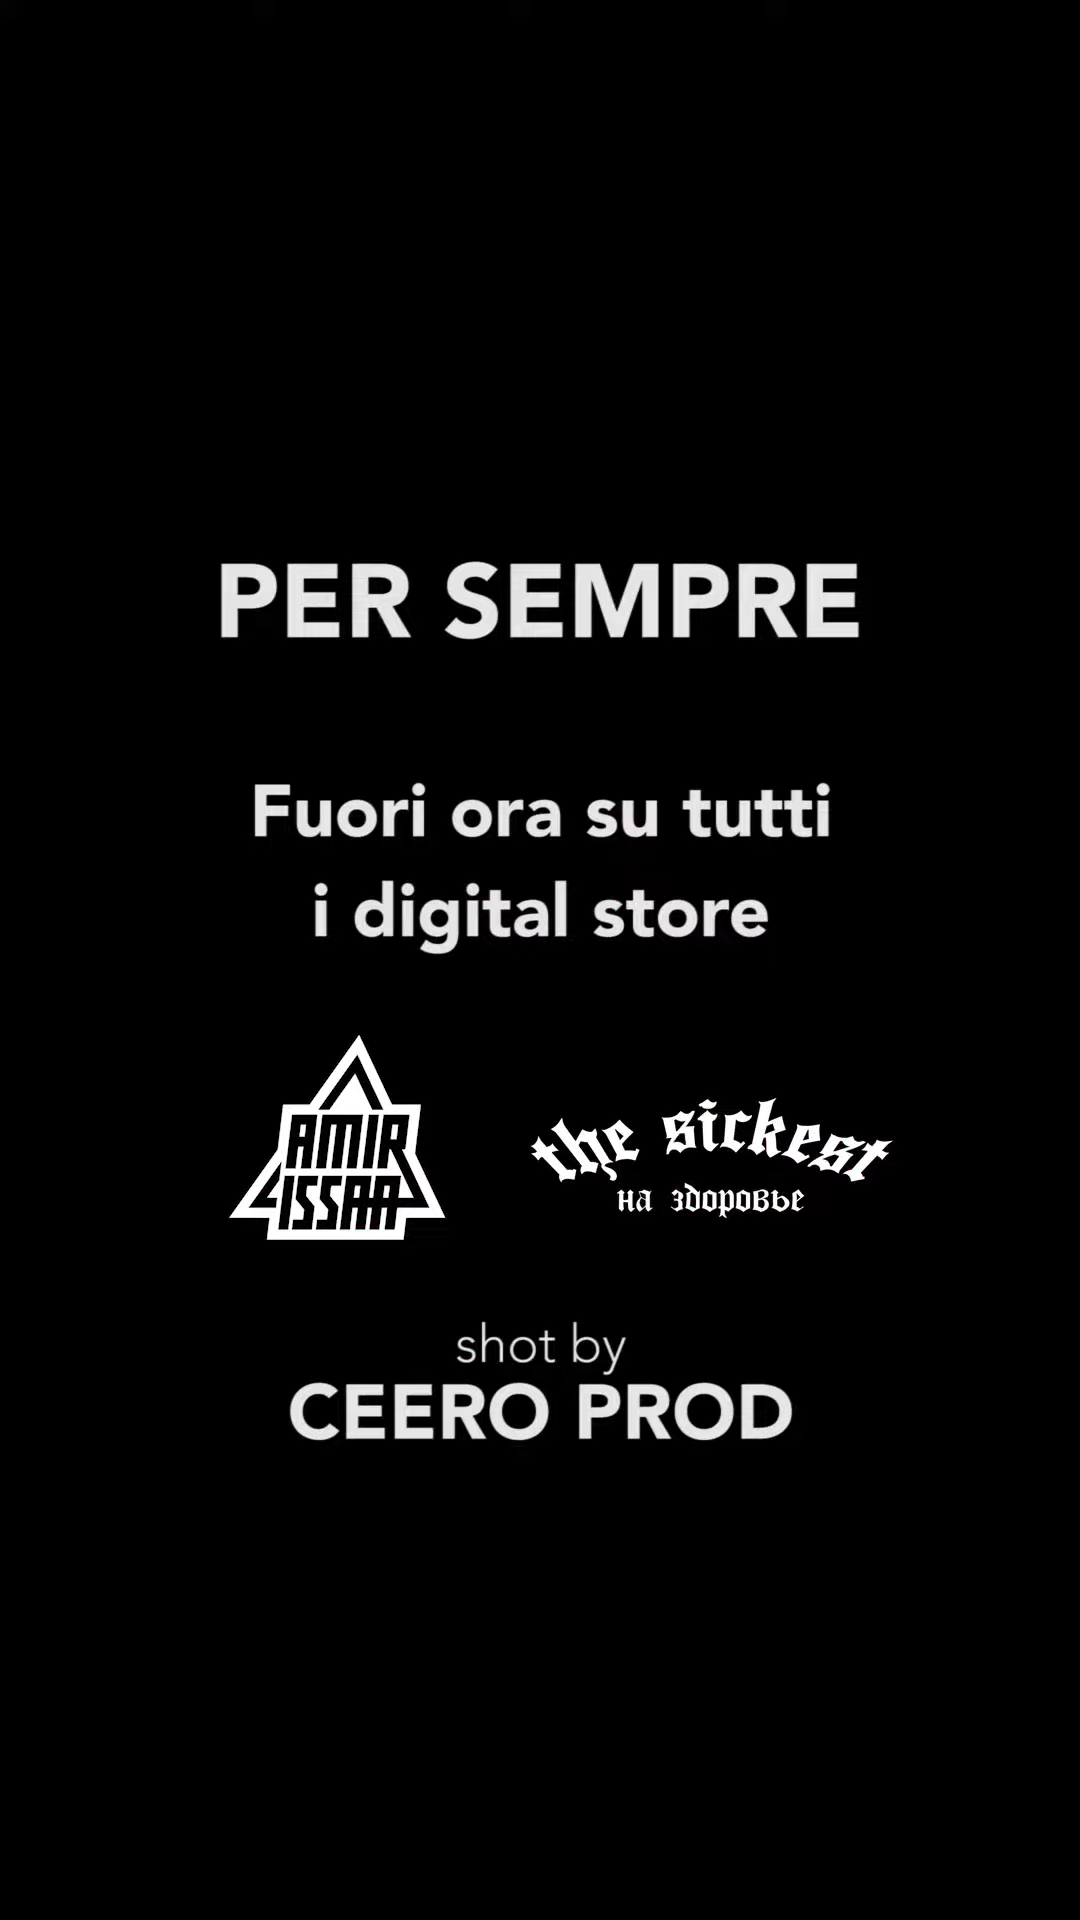 PER SEMPRE
Fuori ora su tutti
i digital store
AMIR
ISSAA
the sickest
на здоровье
shot by
CEERO PROD